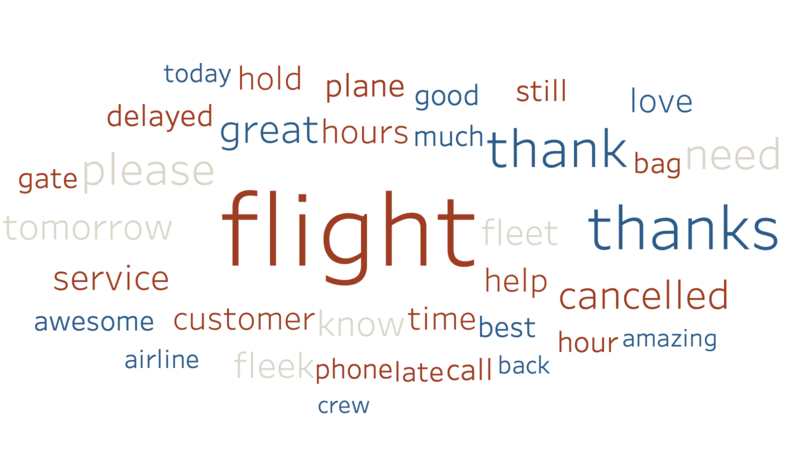 today hold plane good still love
delayed great hours much thank bag need
gate please
tomorrow flight fleet thanks
service help cancelled
awesome customer know time best hour amazing
airline fleek phone late call back
crew